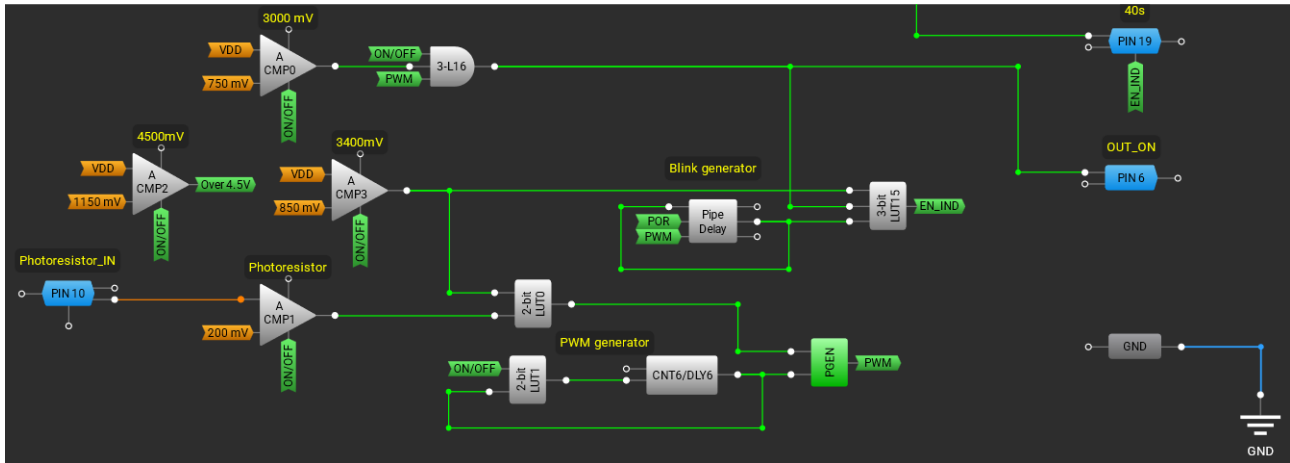 3000 mV
40s
VDD
A
CMP0
750 mV
ON/OFF
ON/OFF
PWM
3-L16
PIN 19
EN_IND
4500mV
VDD
A
CMP2
1150 mV
Over 4.5V
ON/OFF
3400mV
VDD
A
CMP3
850 mV
ON/OFF
Blink generator
POR
PWM
Pipe
Delay
3-bit
LUT15
EN_IND
OUT_ON
PIN 6
Photoresistor_IN
PIN 10
Photoresistor
A
CMP1
200 mV
ON/OFF
2-bit
LUT0
PWM generator
ON/OFF
2-bit
LUT1
CNT6/DLY6
PGEN
PWM
GND
GND